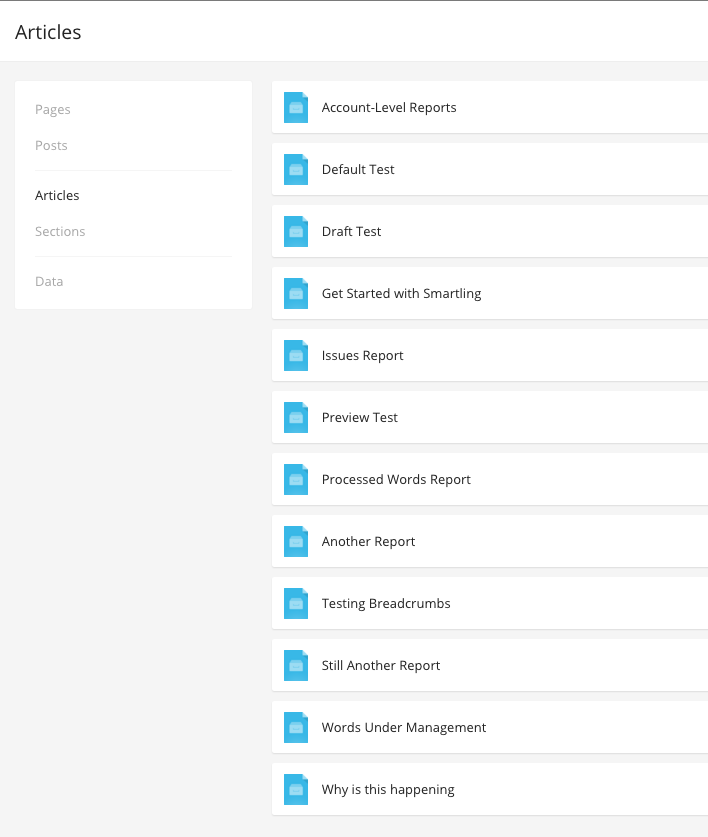 Articles
Pages
Posts
Articles
Sections
Data
Account-Level Reports
Default Test
Draft Test
Get Started with Smartling
Issues Report
Preview Test
Processed Words Report
Another Report
Testing Breadcrumbs
Still Another Report
Words Under Management
Why is this happening